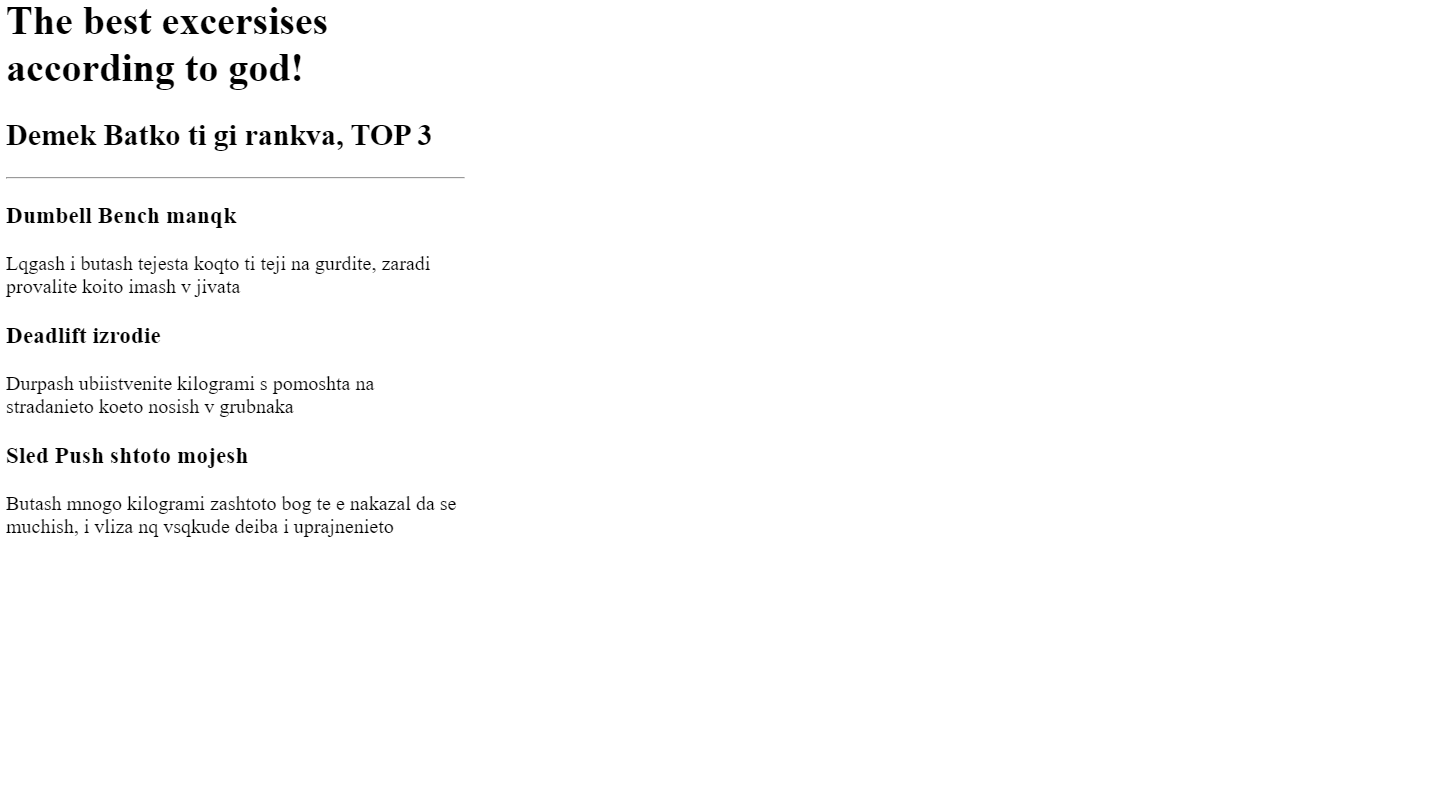 The best excersises
according to god!
Demek Batko ti gi rankva, TOP 3
Dumbell Bench manqk
Lqgash i butash tejesta koqto ti teji na gurdite, zaradi
provalite koito imash v jivata
Deadlift izrodie
Durpash ubiistvenite kilogrami s pomoshta na
stradanieto koeto nosish v grubnaka
Sled Push shtoto mojesh
Butash mnogo kilogrami zashtoto bog te e nakazal da se
muchish, i vliza nq vsqkude deiba i uprajnenieto